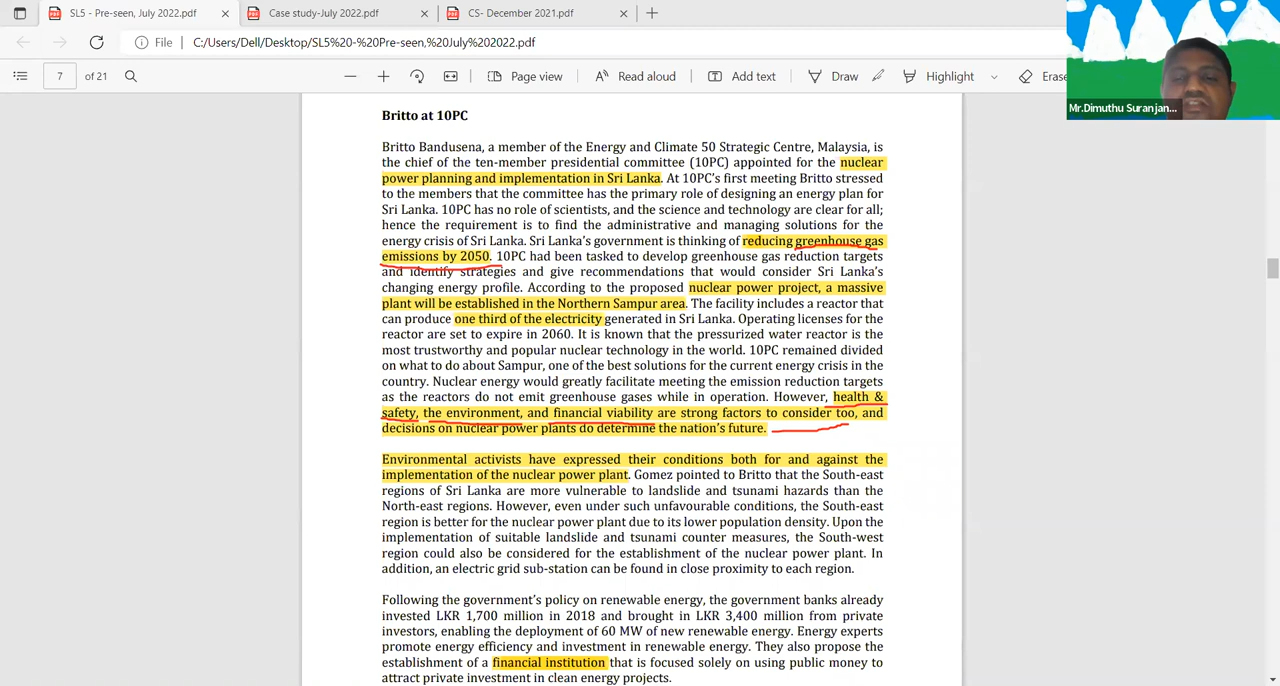 SL5 - Pre-seen, July 2022.pdf
Case study-July 2022.pdf
CS- December 2021.pdf
File
C:/Users/Dell/Desktop/SL5%20-%20Pre-seen,%20July%202022.pdf
7
of 21
Page view
Read aloud
Add text
Draw
Highlight
Erase
Mr.Dimuthu Suranjan...
Britto at 10PC
Britto Bandusena, a member of the Energy and Climate 50 Strategic Centre, Malaysia, is
the chief of the ten-member presidential committee (10PC) appointed for the nuclear
power planning and implementation in Sri Lanka. At 10PC's first meeting Britto stressed
to the members that the committee has the primary role of designing an energy plan for
Sri Lanka. 10PC has no role of scientists, and the science and technology are clear for all;
hence the requirement is to find the administrative and managing solutions for the
energy crisis of Sri Lanka. Sri Lanka's government is thinking of reducing greenhouse gas
emissions by 2050. 10PC had been tasked to develop greenhouse gas reduction targets
and identify strategies and give recommendations that would consider Sri Lanka's
changing energy profile. According to the proposed nuclear power project, a massive
plant will be established in the Northern Sampur area. The facility includes a reactor that
can produce one third of the electricity generated in Sri Lanka. Operating licenses for the
reactor are set to expire in 2060. It is known that the pressurized water reactor is the
most trustworthy and popular nuclear technology in the world. 10PC remained divided
on what to do about Sampur, one of the best solutions for the current energy crisis in the
country. Nuclear energy would greatly facilitate meeting the emission reduction targets
as the reactors do not emit greenhouse gases while in operation. However, health &
safety, the environment, and financial viability are strong factors to consider too, and
decisions on nuclear power plants do determine the nation's future.
Environmental activists have expressed their conditions both for and against the
implementation of the nuclear power plant. Gomez pointed to Britto that the South-east
regions of Sri Lanka are more vulnerable to landslide and tsunami hazards than the
North-east regions. However, even under such unfavourable conditions, the South-east
region is better for the nuclear power plant due to its lower population density. Upon the
implementation of suitable landslide and tsunami counter measures, the South-west
region could also be considered for the establishment of the nuclear power plant. In
addition, an electric grid sub-station can be found in close proximity to each region.
Following the government's policy on renewable energy, the government banks already
invested LKR 1,700 million in 2018 and brought in LKR 3,400 million from private
investors, enabling the deployment of 60 MW of new renewable energy. Energy experts
promote energy efficiency and investment in renewable energy. They also propose the
establishment of a financial institution that is focused solely on using public money to
attract private investment in clean energy projects.